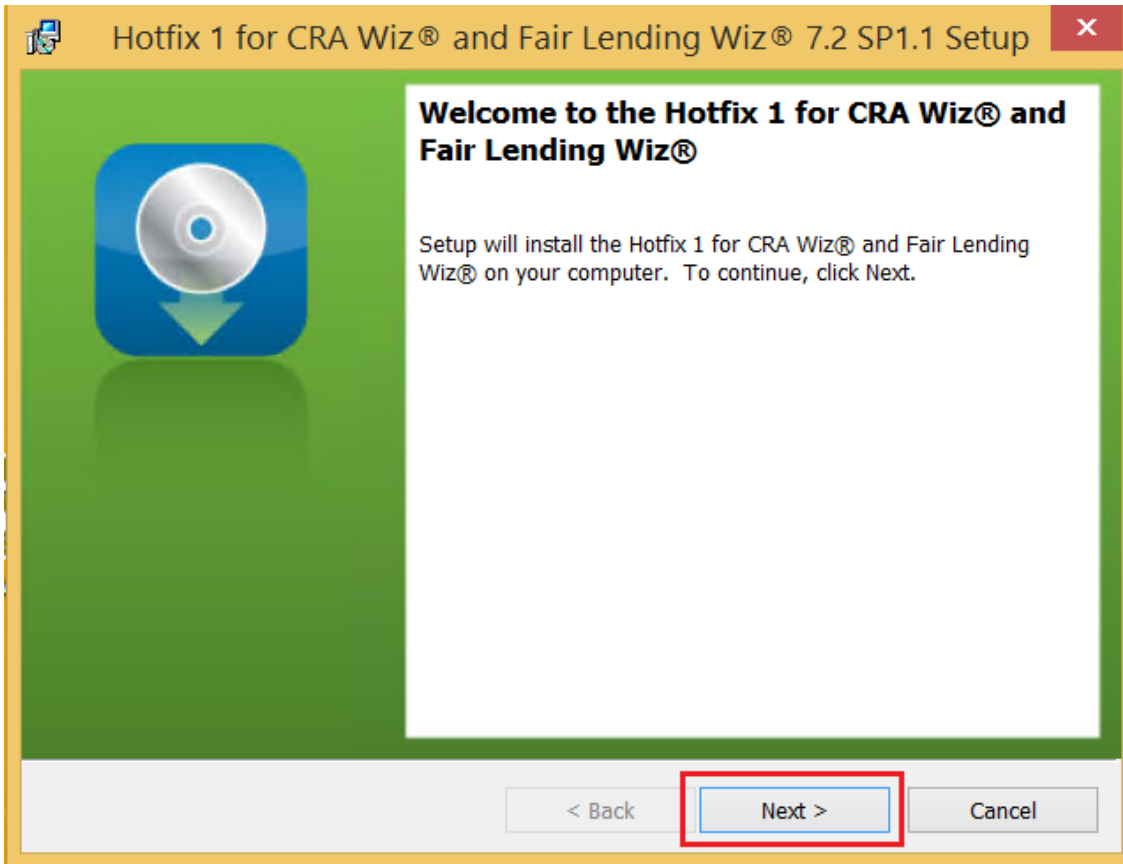 Hotfix 1 for CRA Wiz® and Fair Lending Wiz® 7.2 SP1.1 Setup
Welcome to the Hotfix 1 for CRA Wiz® and
Fair Lending Wiz®
Setup will install the Hotfix 1 for CRA Wiz® and Fair Lending
Wiz® on your computer.  To continue, click Next.
< Back
Next >
Cancel